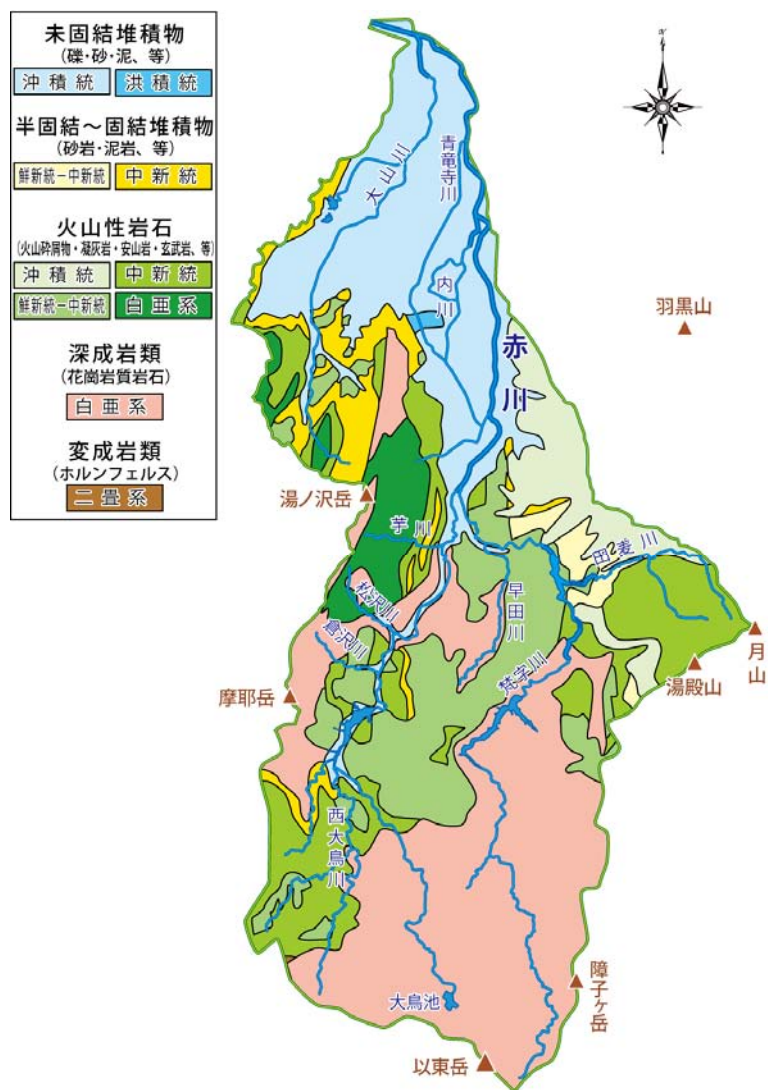 未固結堆積物
(礫・砂・泥、等)
沖積統 洪積統
半固結～固結堆積物
(砂岩・泥岩、等)
鮮新統－中新統 中新統
火山性岩石
(火山砕屑物・凝灰岩・安山岩・玄武岩、等)
沖積統 中新統
鮮新統－中新統 白亜系
深成岩類
(花崗岩質岩石)
白亜系
変成岩類
(ホルンフェルス)
二畳系
大山川
青竜寺川
内川
赤川
羽黒山
湯ノ沢岳
芋川
田麦川
松沢川
早田川
倉沢川
梵字川
月山
湯殿山
摩耶岳
西大鳥川
大鳥池
障子ヶ岳
以東岳